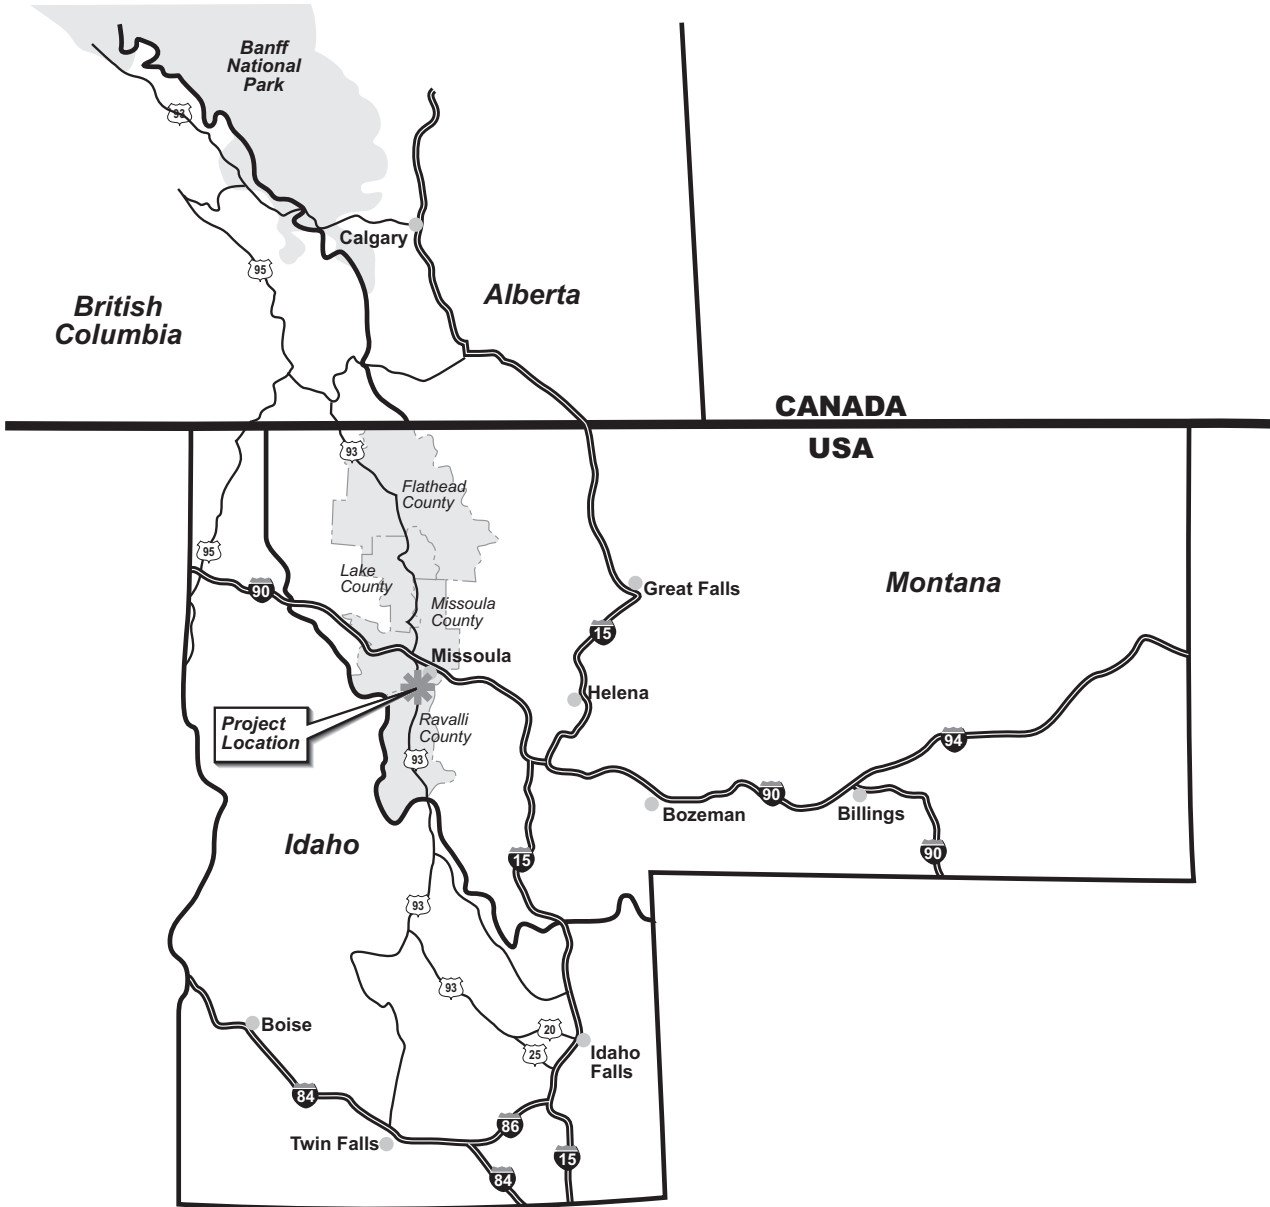 Banff
National
Park
93
Calgary
95
Alberta
British
Columbia
CANADA
USA
93
Flathead
County
95
Lake
County
90
Great Falls
Montana
Missoula
County
15
Missoula
Helena
Project
Location
Ravalli
County
93
94
90
Bozeman
Billings
Idaho
15
90
93
93
Boise
20
25
Idaho
Falls
84
86
Twin Falls
15
84